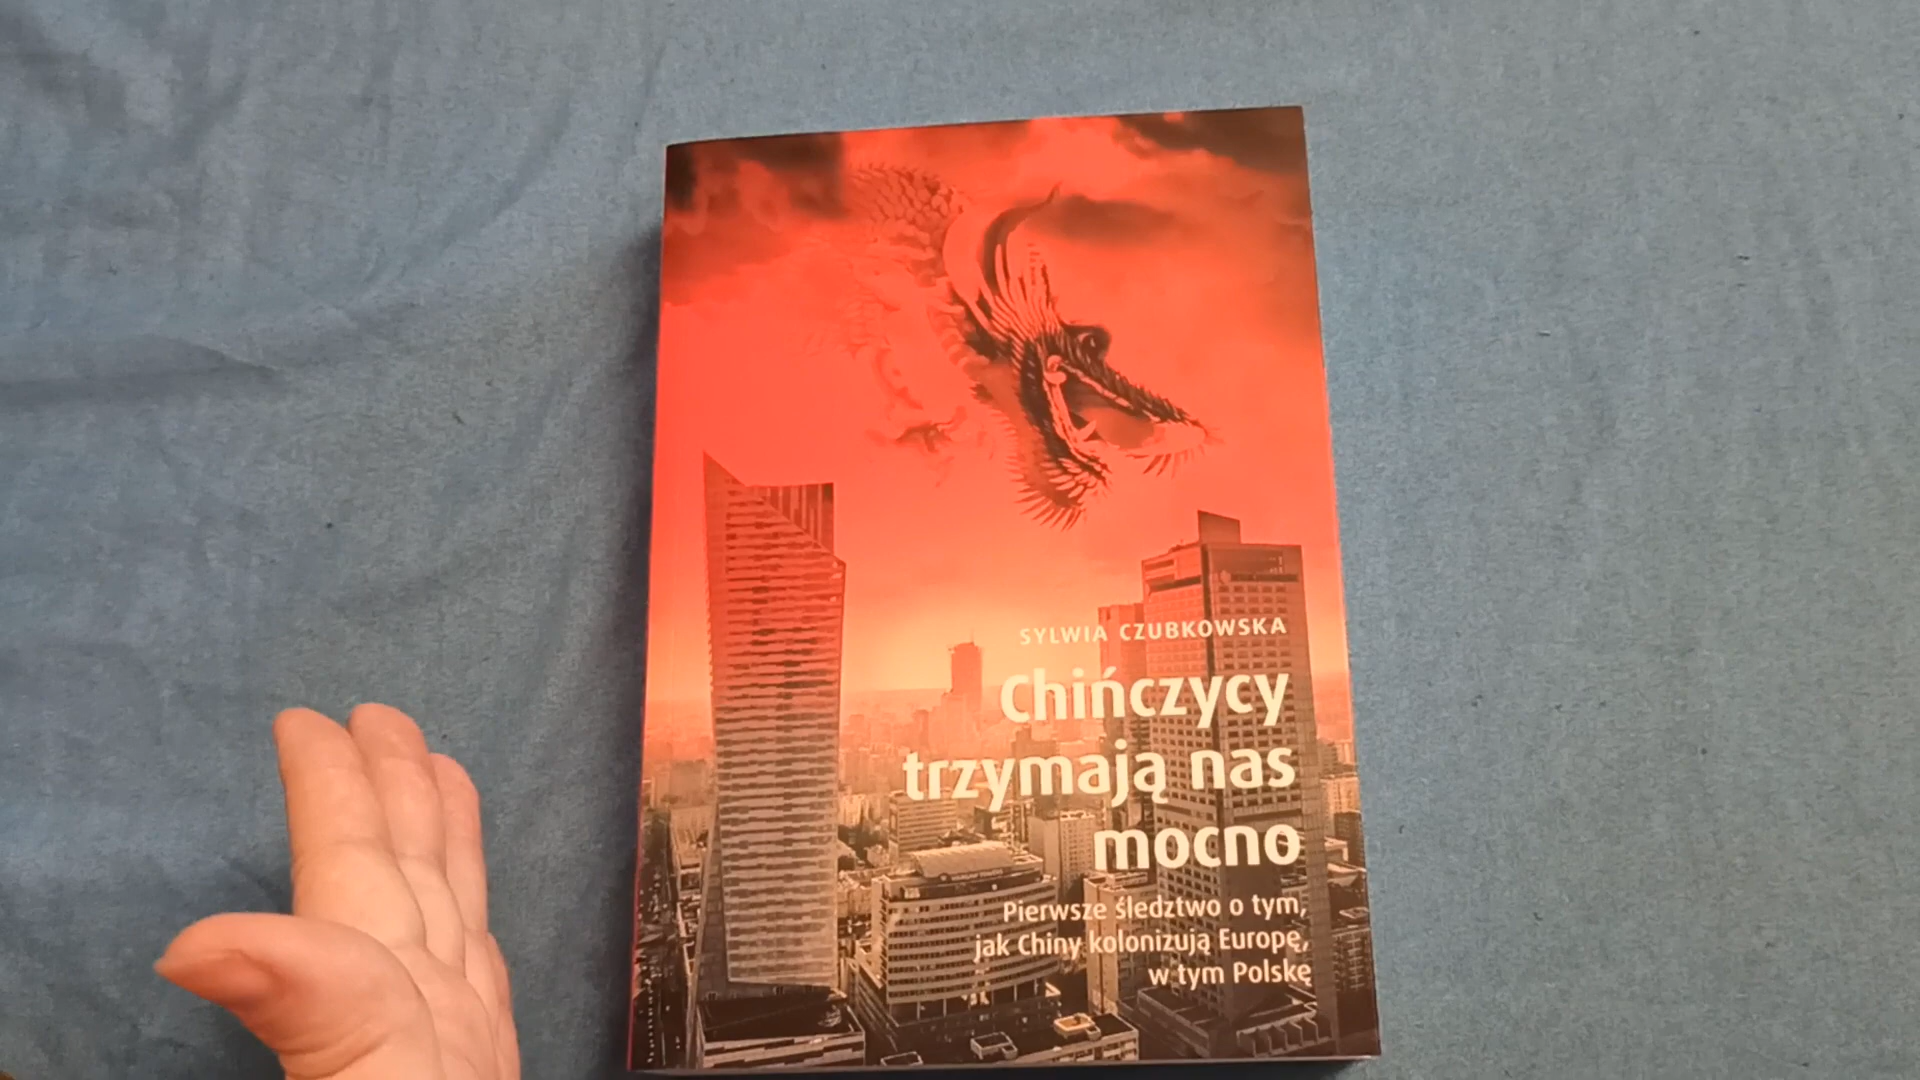 SYLWIA CZUBKOWSKA
Chińczycy
trzymają nas
mocno
Pierwsze śledztwo o tym,
jak Chiny kolonizują Europę,
w tym Polskę